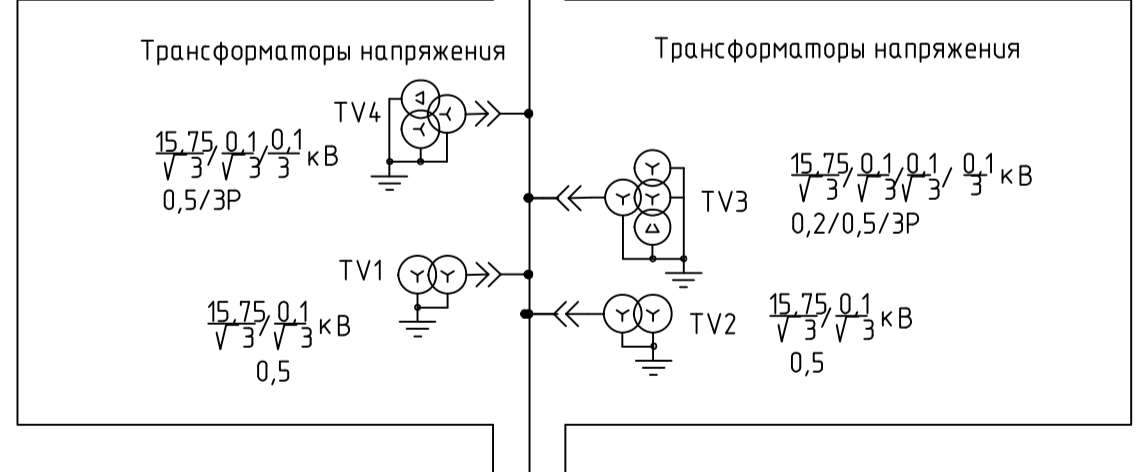 Трансформаторы напряжения
TV4
15,75/√3 / 0,1/√3 / 0,1/3 кВ
0,5/3Р
TV1
15,75/√3 / 0,1/√3 кВ
0,5
Трансформаторы напряжения
TV3
15,75/√3 / 0,1/√3 / 0,1/√3 / 0,1/3 кВ
0,2/0,5/3Р
TV2
15,75/√3 / 0,1/√3 кВ
0,5